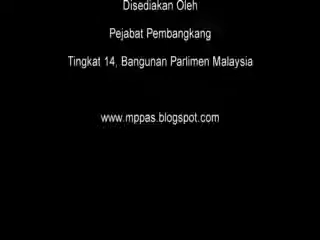 Disediakan Oleh
Pejabat Pembangkang
Tingkat 14, Bangunan Parlimen Malaysia
www.mppas.blogspot.com